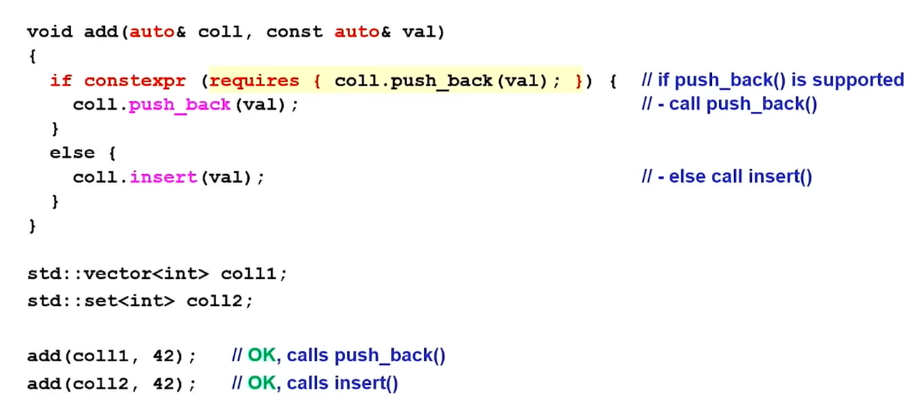 void add(auto& coll, const auto& val)
{
if constexpr (requires { coll.push_back(val); }) { // if push_back() is supported
coll.push_back(val); // - call push_back()
}
else {
coll.insert(val); // - else call insert()
}
}
std::vector<int> coll1;
std::set<int> coll2;
add(coll1, 42); // OK, calls push_back()
add(coll2, 42); // OK, calls insert()